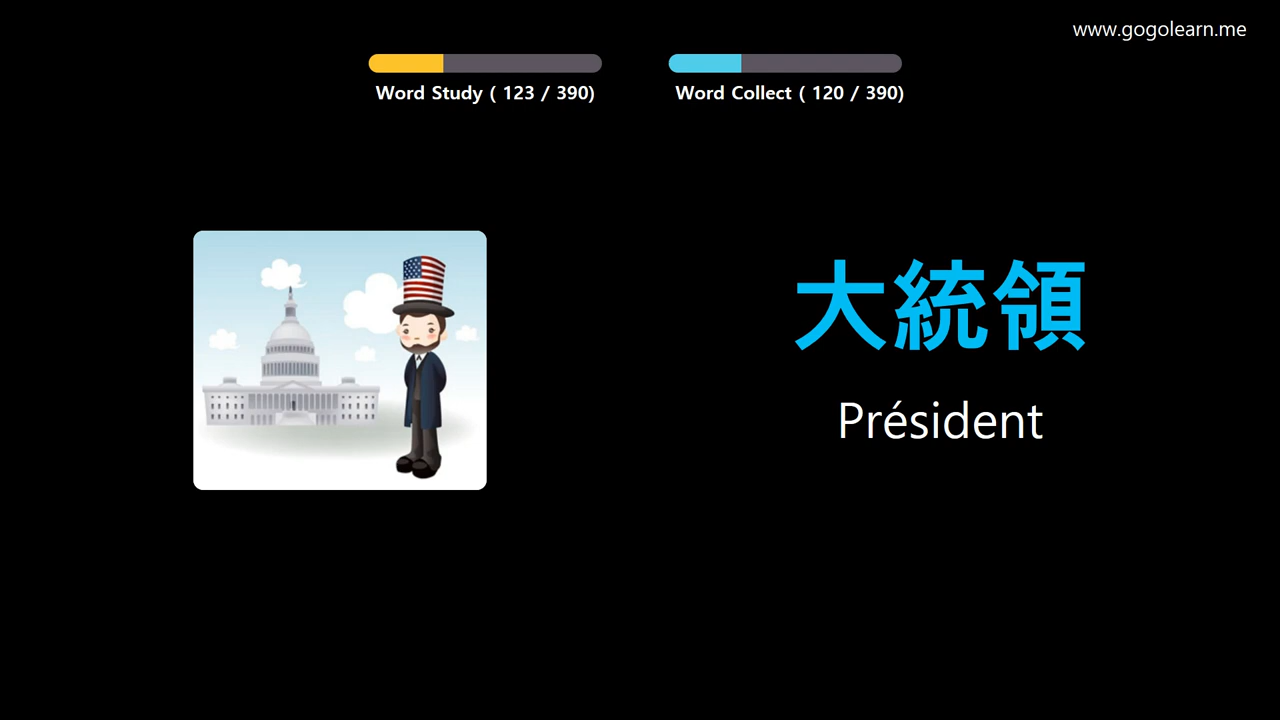 www.gogolearn.me
Word Study ( 123 / 390)
Word Collect ( 120 / 390)
大統領
Président